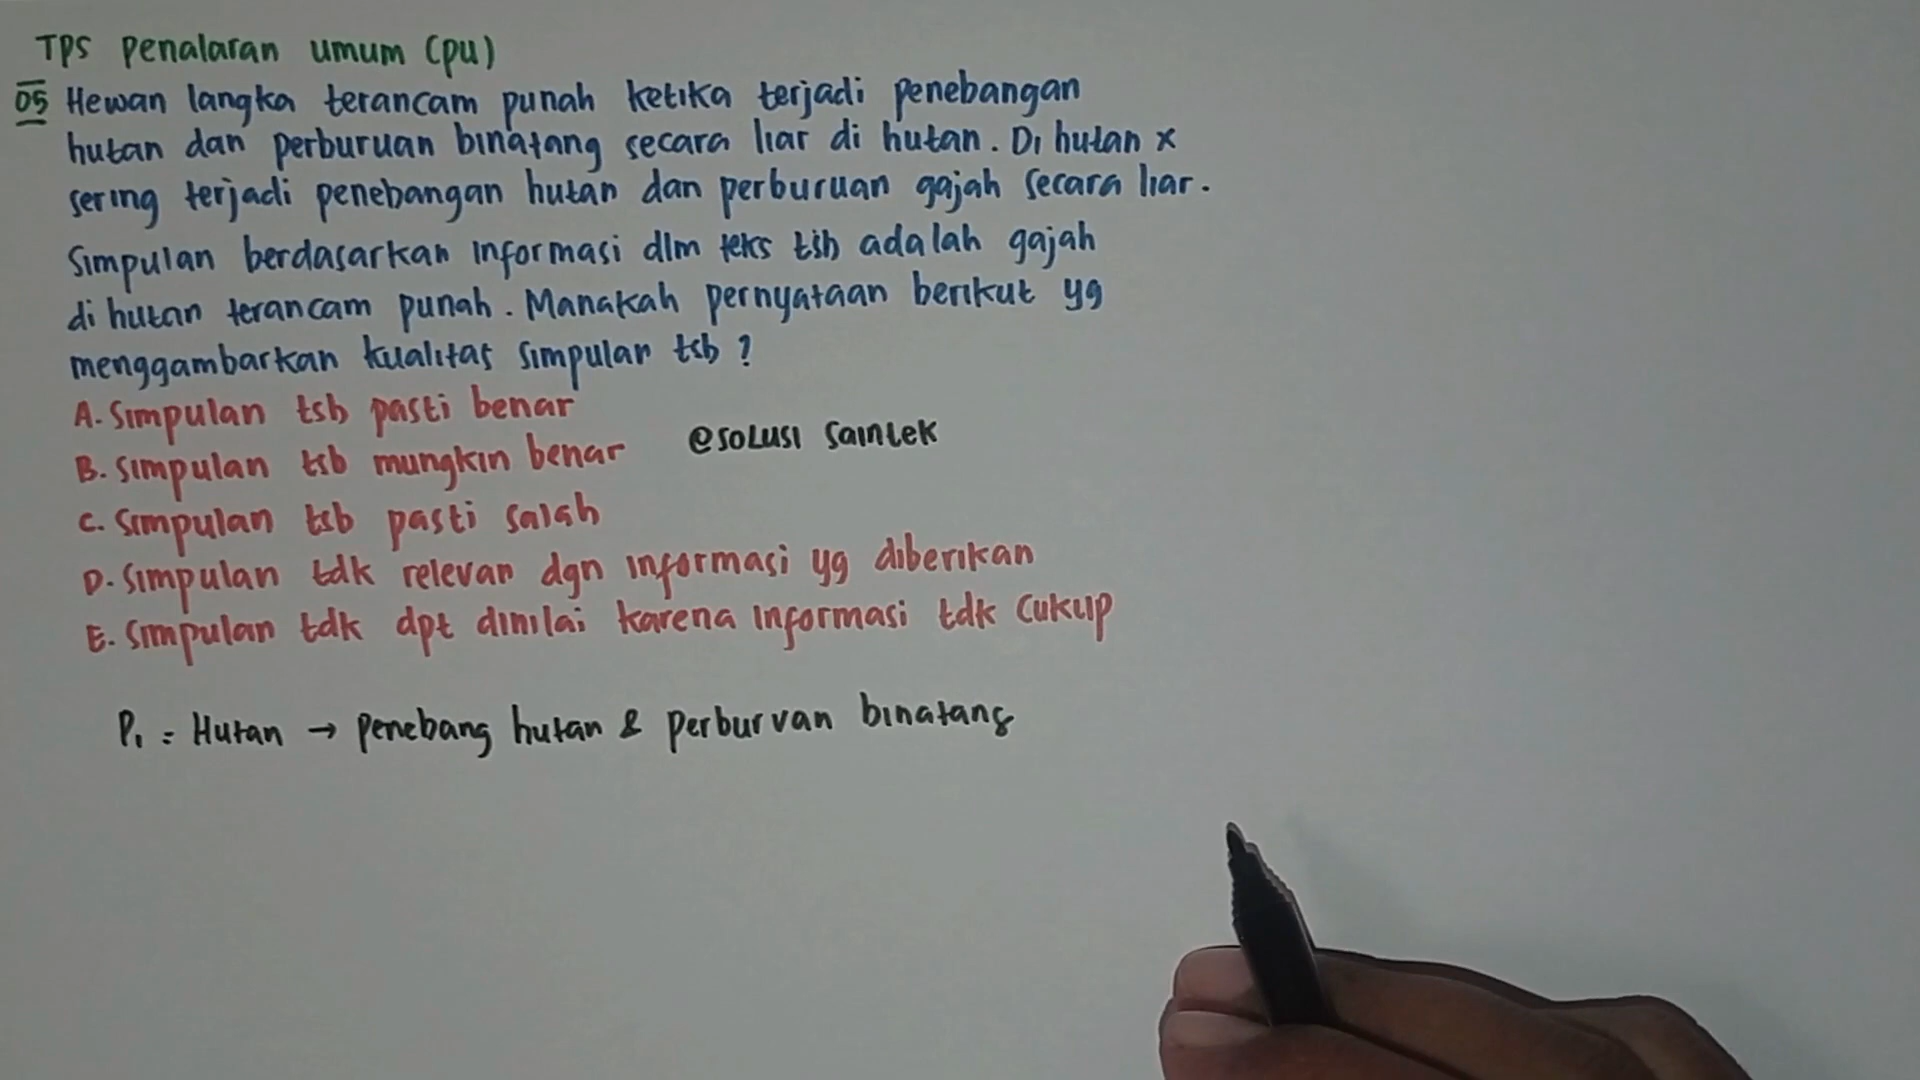 TPS Penalaran umum (PU)
05 Hewan langka terancam punah ketika terjadi penebangan
hutan dan perburuan binatang secara liar di hutan. Di hutan x
sering terjadi penebangan hutan dan perburuan gajah secara liar.
Simpulan berdasarkan informasi dlm teks tsb adalah gajah
di hutan terancam punah. Manakah pernyataan berikut yg
menggambarkan kualitas simpular tsb?
A. Simpulan tsb pasti benar
B. Simpulan tsb mungkin benar
@SOLUSI Saintek
C. Simpulan tsb pasti salah
D. Simpulan tdk relevan dgn informasi yg diberikan
E. Simpulan tdk dpt dinilai karena informasi tdk cukup
P₁ = Hutan → penebang hutan & perburuan binatang